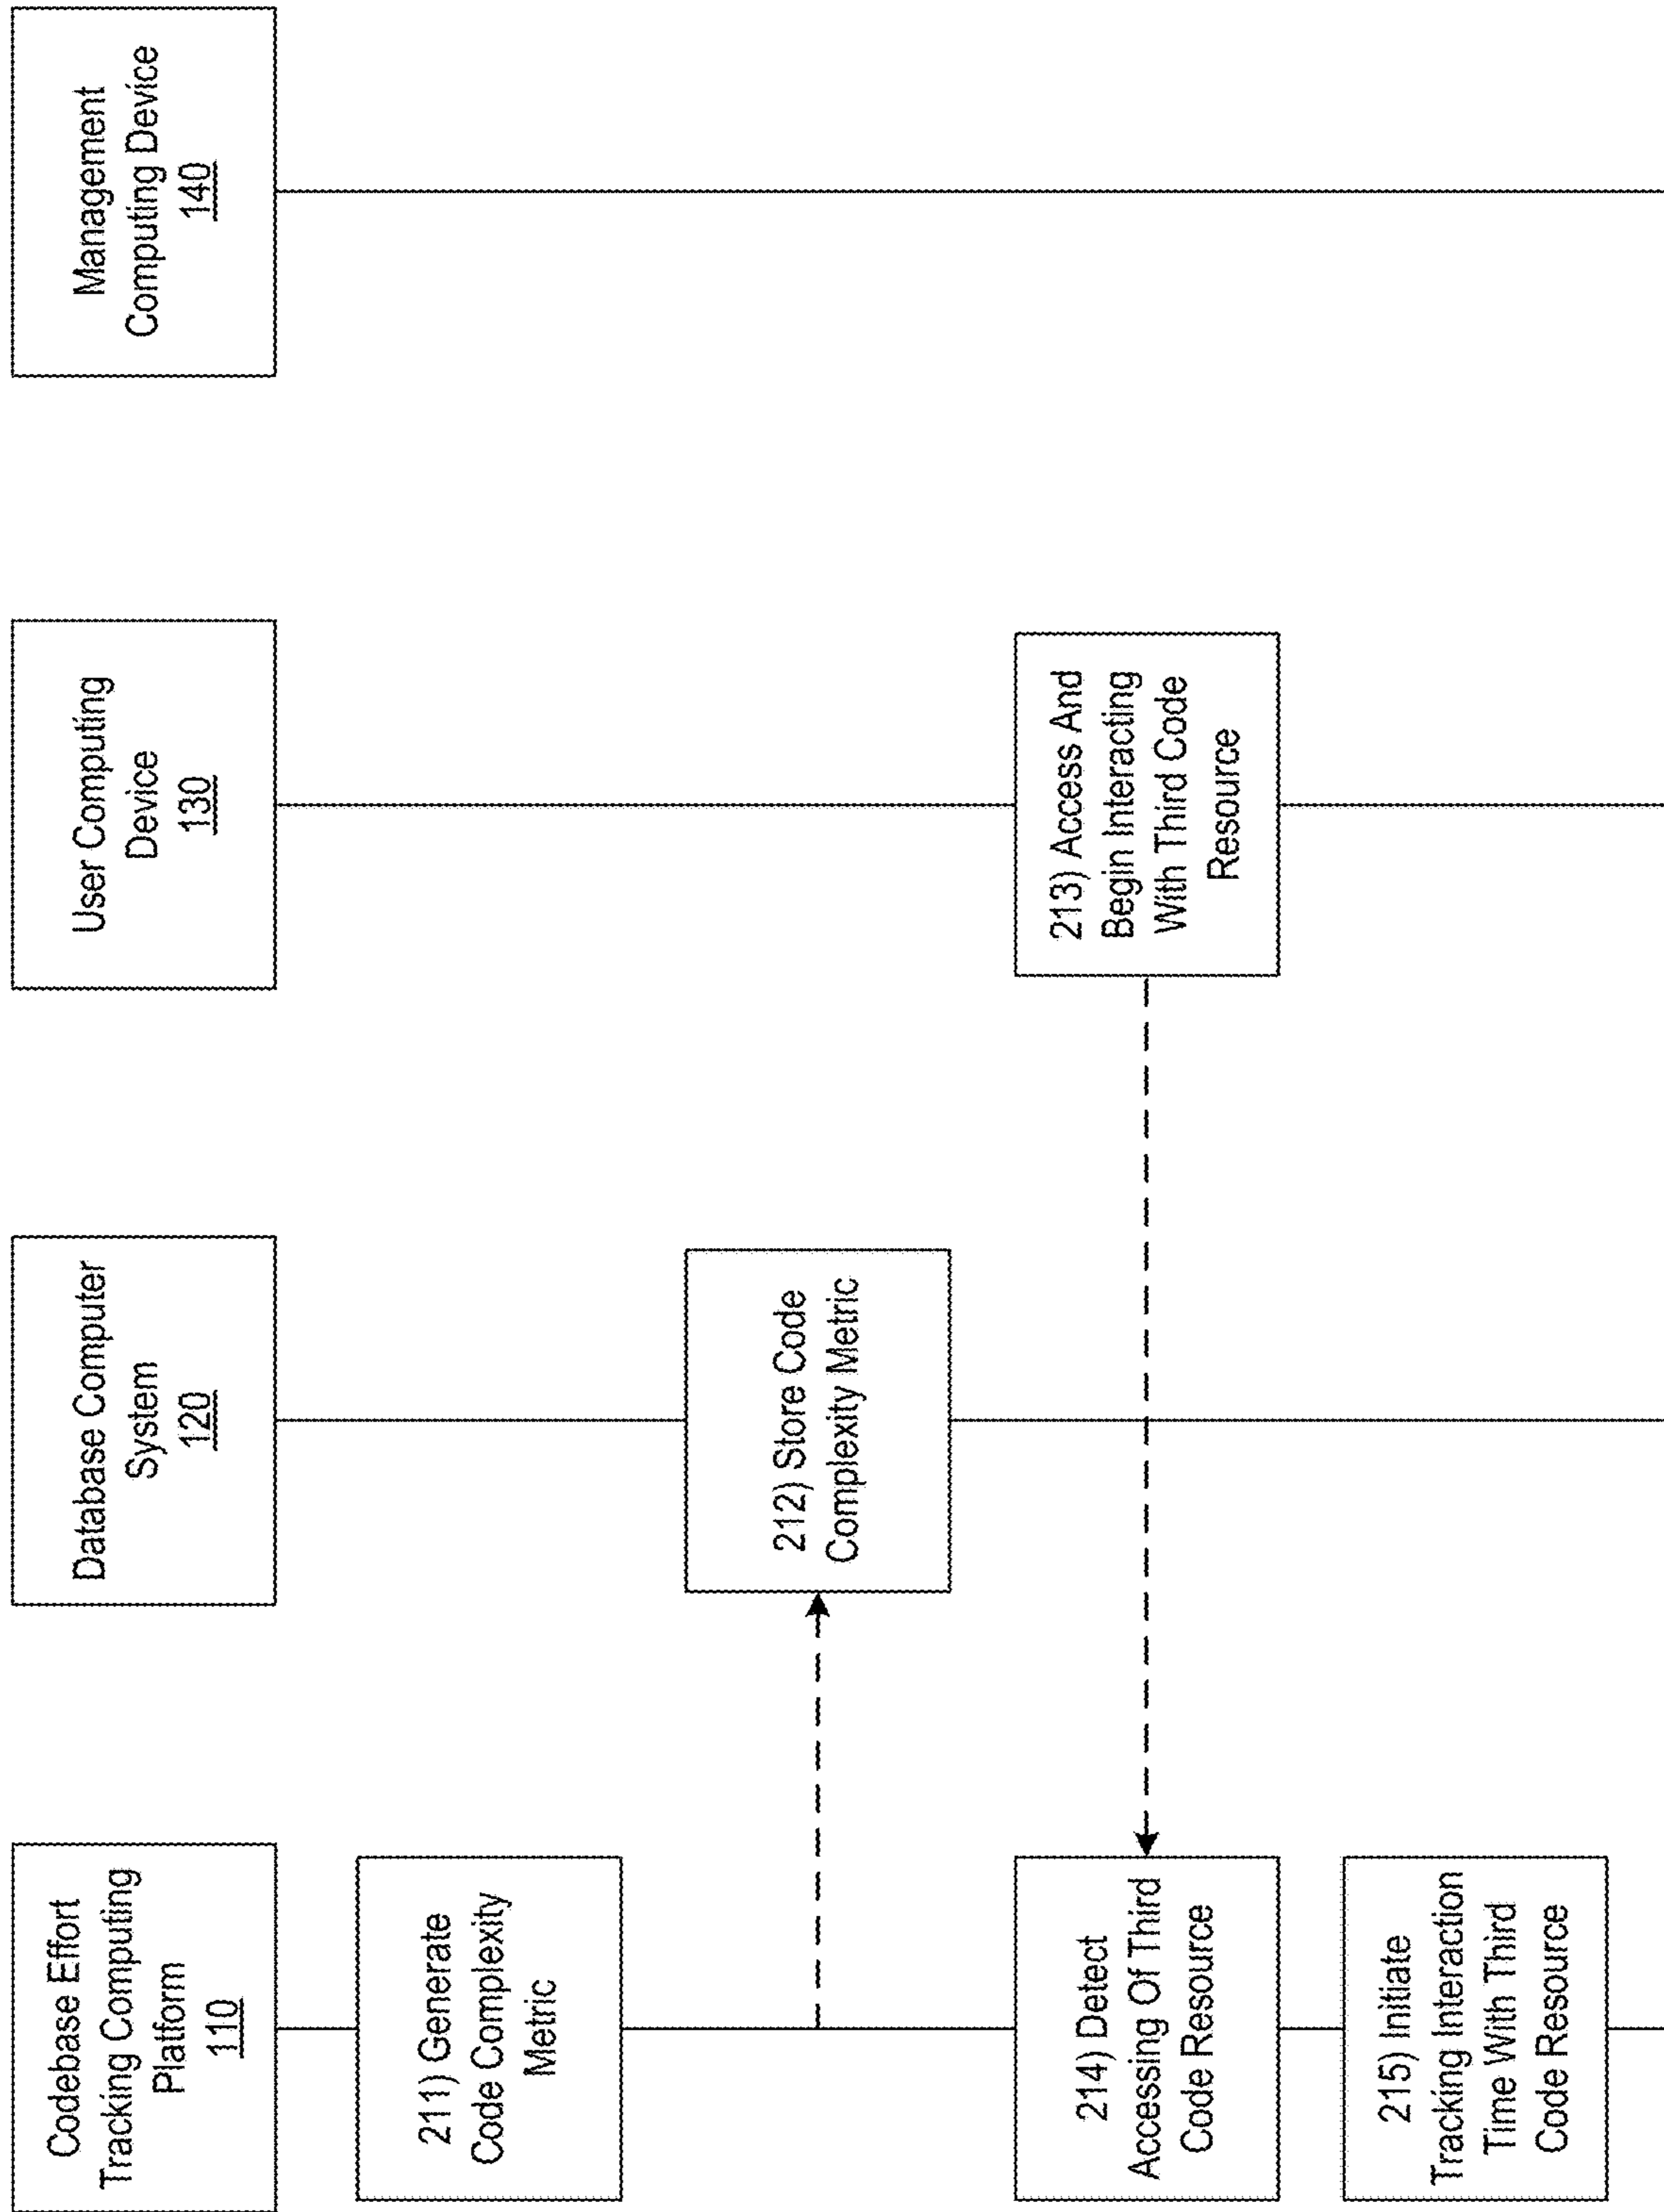 Codebase Effort
Tracking Computing
Platform
110
Database Computer
System
120
User Computing
Device
130
Management
Computing Device
140
211) Generate
Code Complexity
Metric
212) Store Code
Complexity Metric
213) Access And
Begin Interacting
With Third Code
Resource
214) Detect
Accessing Of Third
Code Resource
215) Initiate
Tracking Interaction
Time With Third
Code Resource